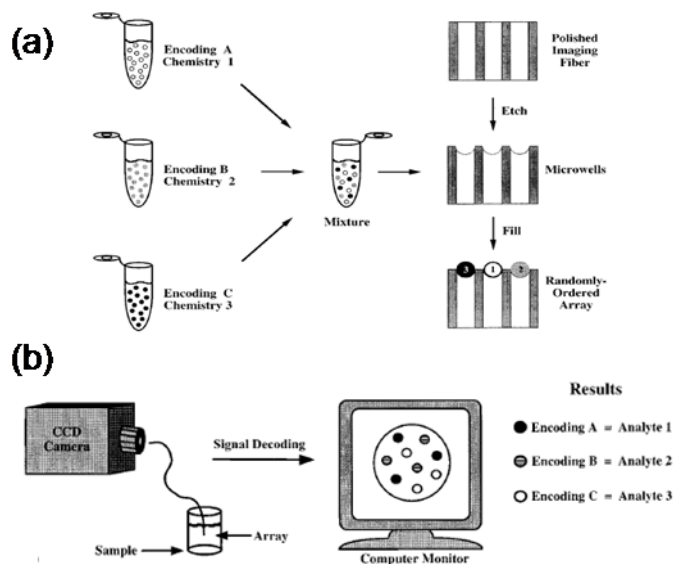 (a)
Encoding A
Chemistry 1
Encoding B
Chemistry 2
Encoding C
Chemistry 3
Mixture
Polished
Imaging
Fiber
Etch
Microwells
Fill
3 1 2
Randomly-
Ordered
Array
(b)
CCD
Camera
Signal Decoding
Array
Sample
Computer Monitor
Results
Encoding A = Analyte 1
Encoding B = Analyte 2
Encoding C = Analyte 3